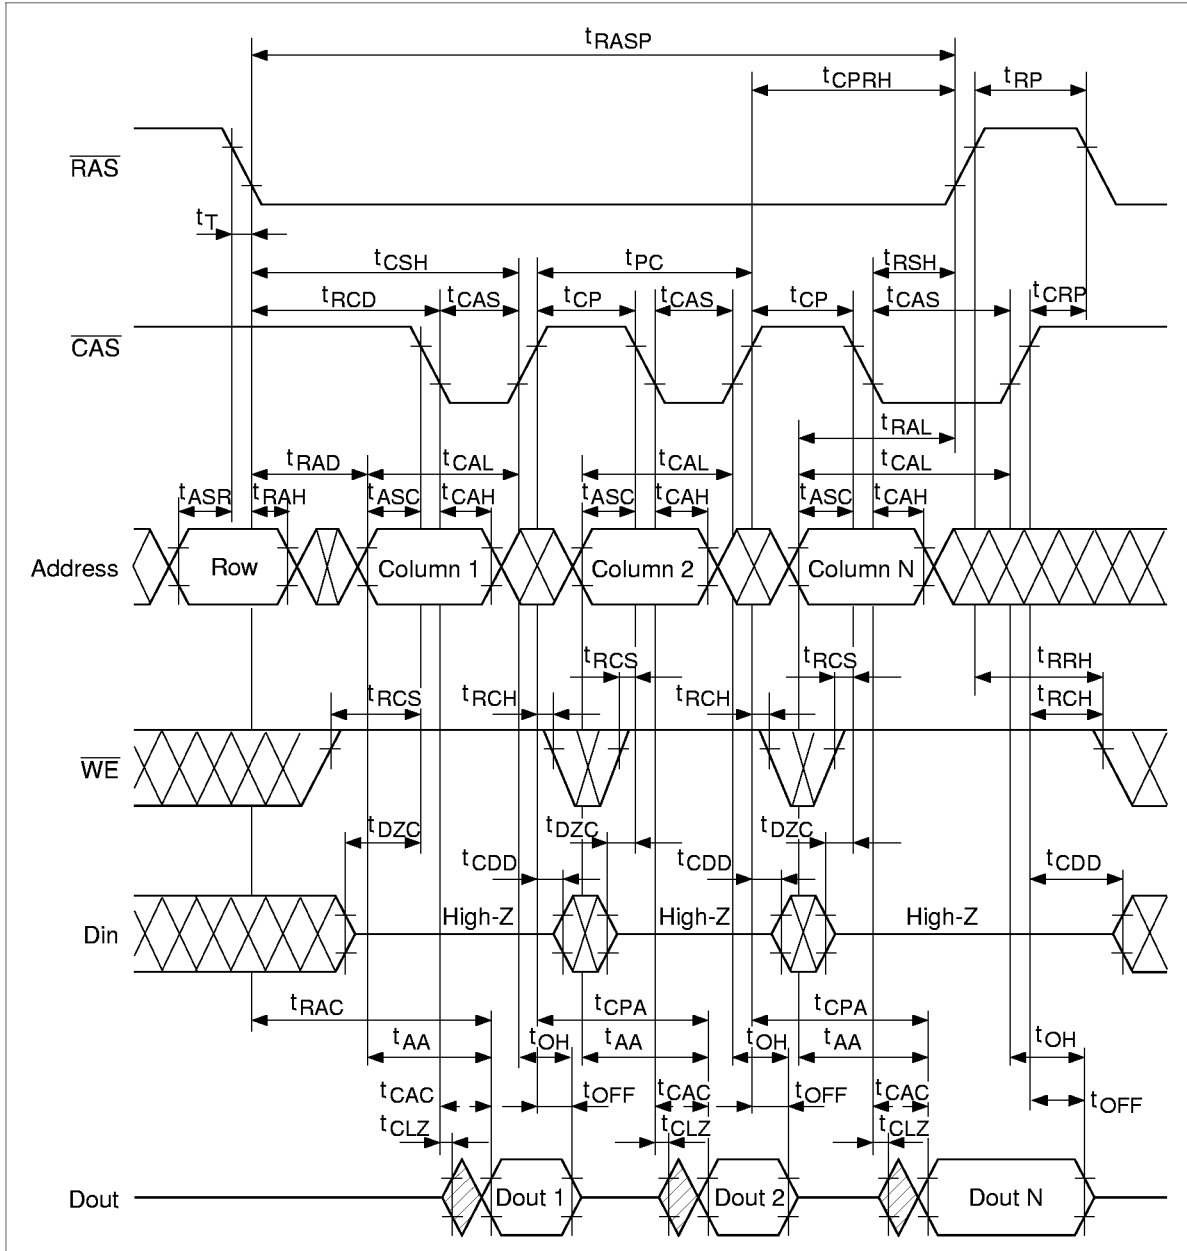 tRASP
tCPRH tRP
RAS
tT
tCSH tPC tRSH
tRCD tCAS tCP tCAS tCP tCAS tCRP
CAS
tRAL
tRAD tCAL tCAL tCAL
tASR tRAH tASC tCAH tASC tCAH tASC tCAH
Address Row Column 1 Column 2 Column N
tRCS tRCS tRRH
tRCS tRCH tRCH tRCH
WE
tDZC tDZC tDZC
tCDD tCDD tCDD
Din High-Z High-Z High-Z
tRAC tCPA tCPA
tAA tOH tAA tOH tAA tOH
tCAC tOFF tCAC tOFF tCAC tOFF
tCLZ tCLZ tCLZ
Dout Dout 1 Dout 2 Dout N